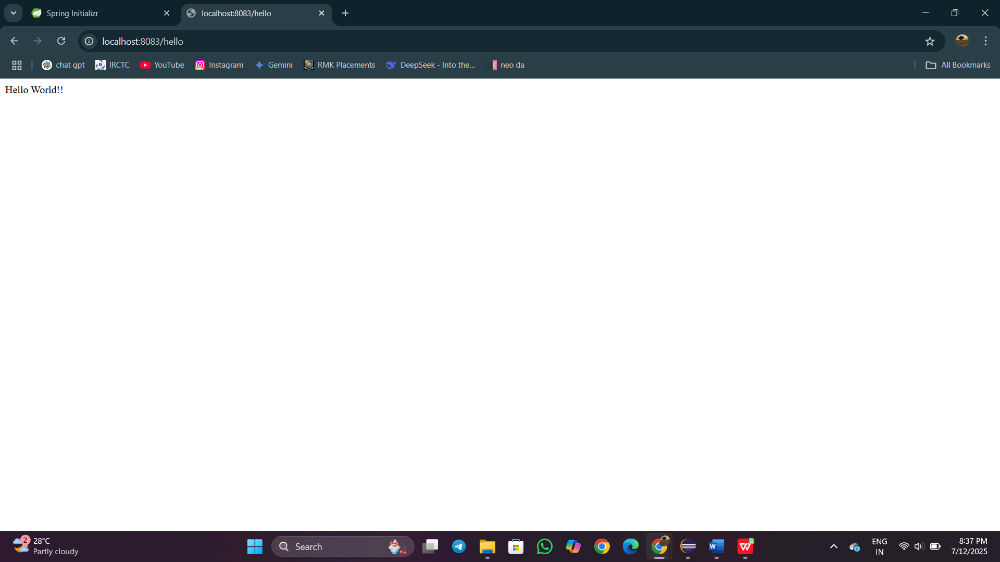 Spring Initializr
localhost:8083/hello
localhost:8083/hello
chat gpt
IRCTC
YouTube
Instagram
Gemini
RMK Placements
DeepSeek - Into the...
neo da
All Bookmarks
Hello World!!
2
28°C
Partly cloudy
Search
ENG
IN
8:37 PM
7/12/2025